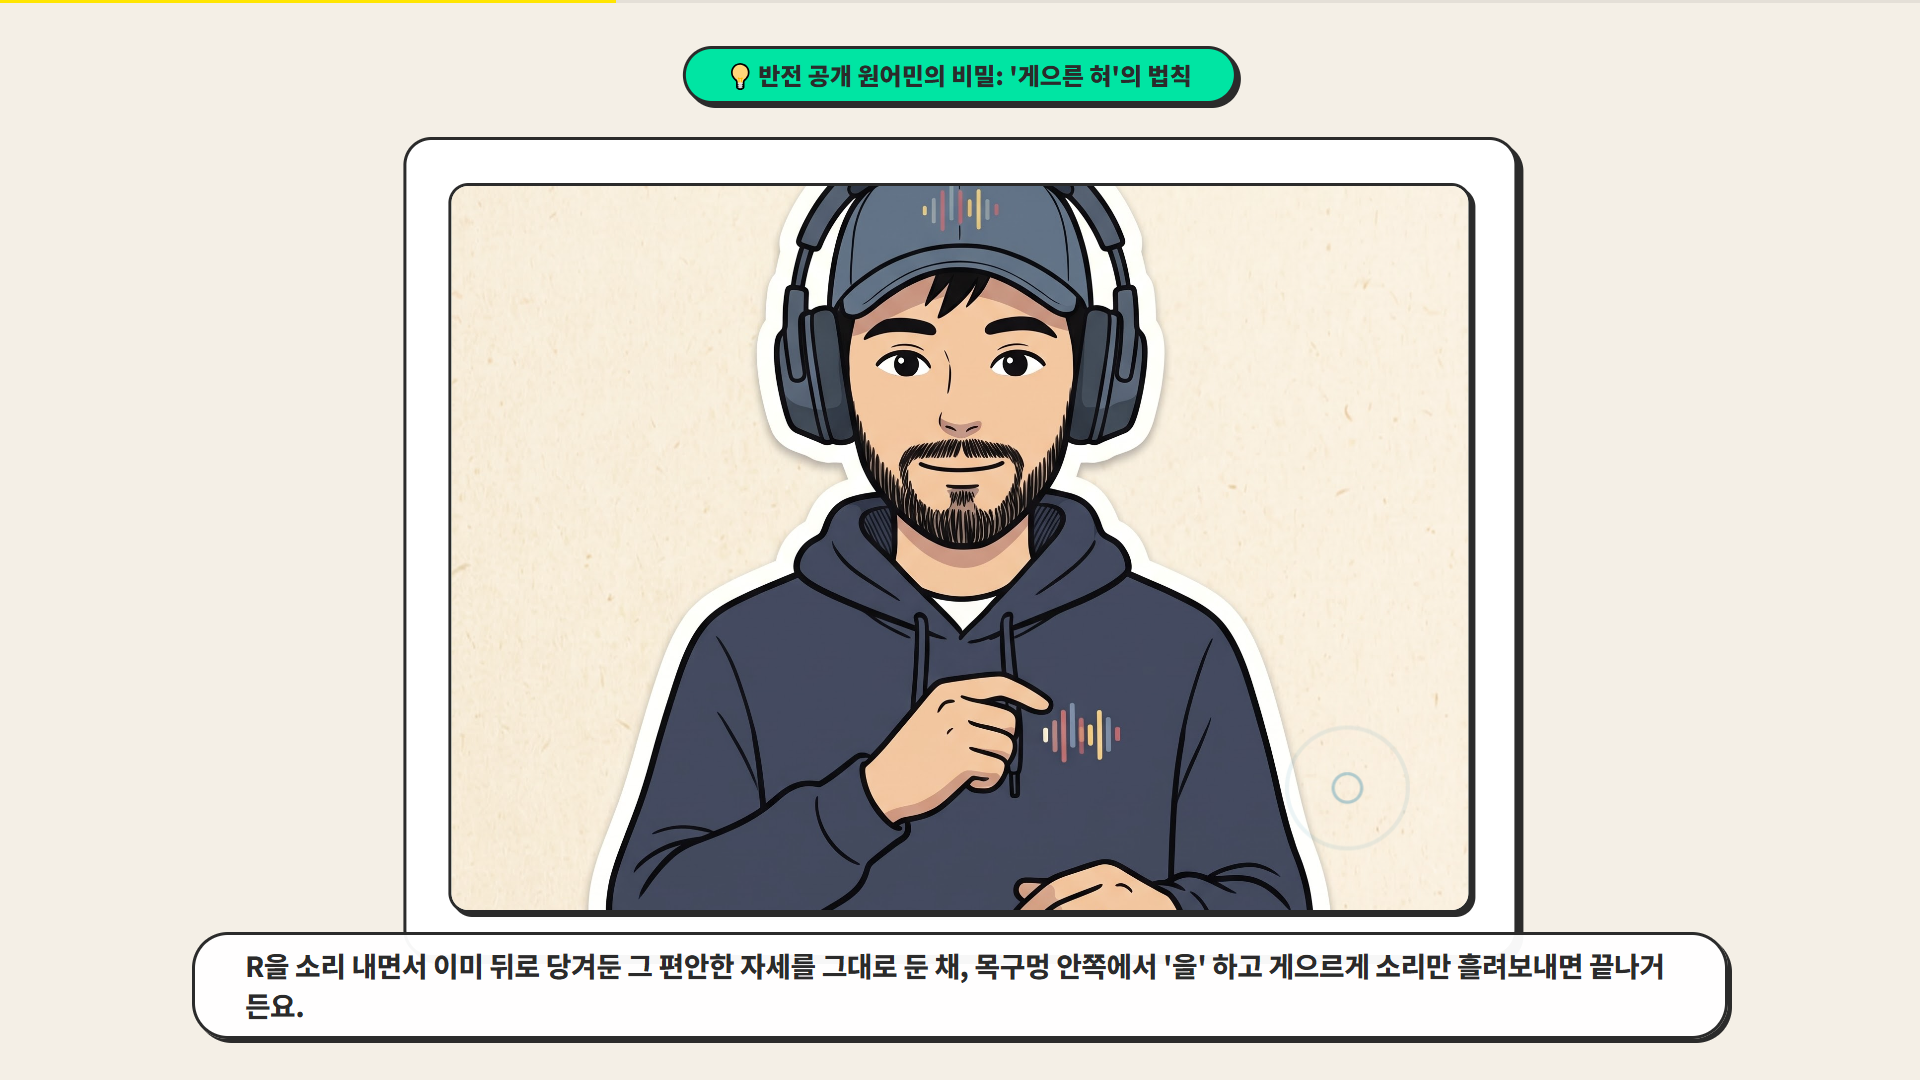 💡 반전 공개 원어민의 비밀: '게으른 혀'의 법칙
R을 소리 내면서 이미 뒤로 당겨둔 그 편안한 자세를 그대로 둔 채, 목구멍 안쪽에서 '을' 하고 게으르게 소리만 흘려보내면 끝나거
든요.